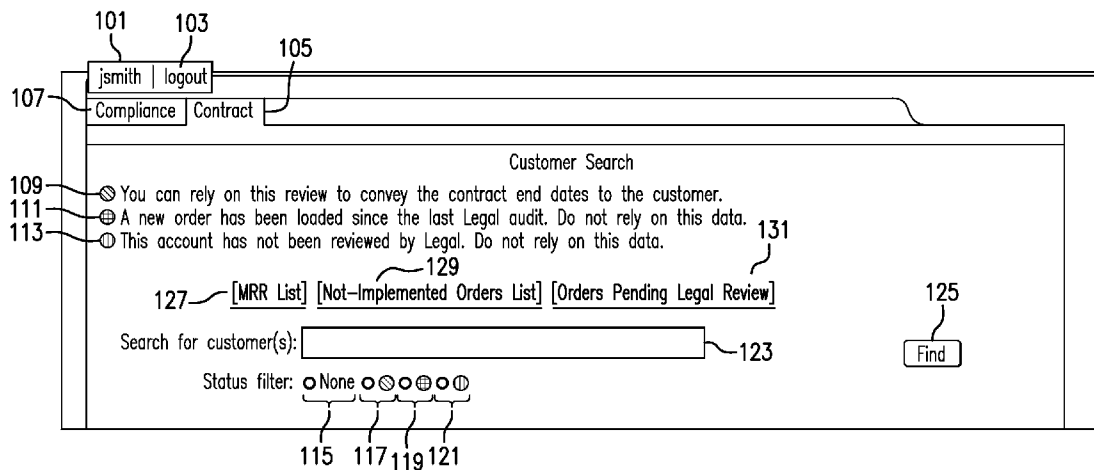 101
103
105
jsmith | logout
107
Compliance Contract
Customer Search
109 You can rely on this review to convey the contract end dates to the customer.
111 A new order has been loaded since the last Legal audit. Do not rely on this data.
113 This account has not been reviewed by Legal. Do not rely on this data.
129
131
127 [MRR List] [Not-Implemented Orders List] [Orders Pending Legal Review]
125
Search for customer(s): 123 Find
Status filter: None
115 117 119 121